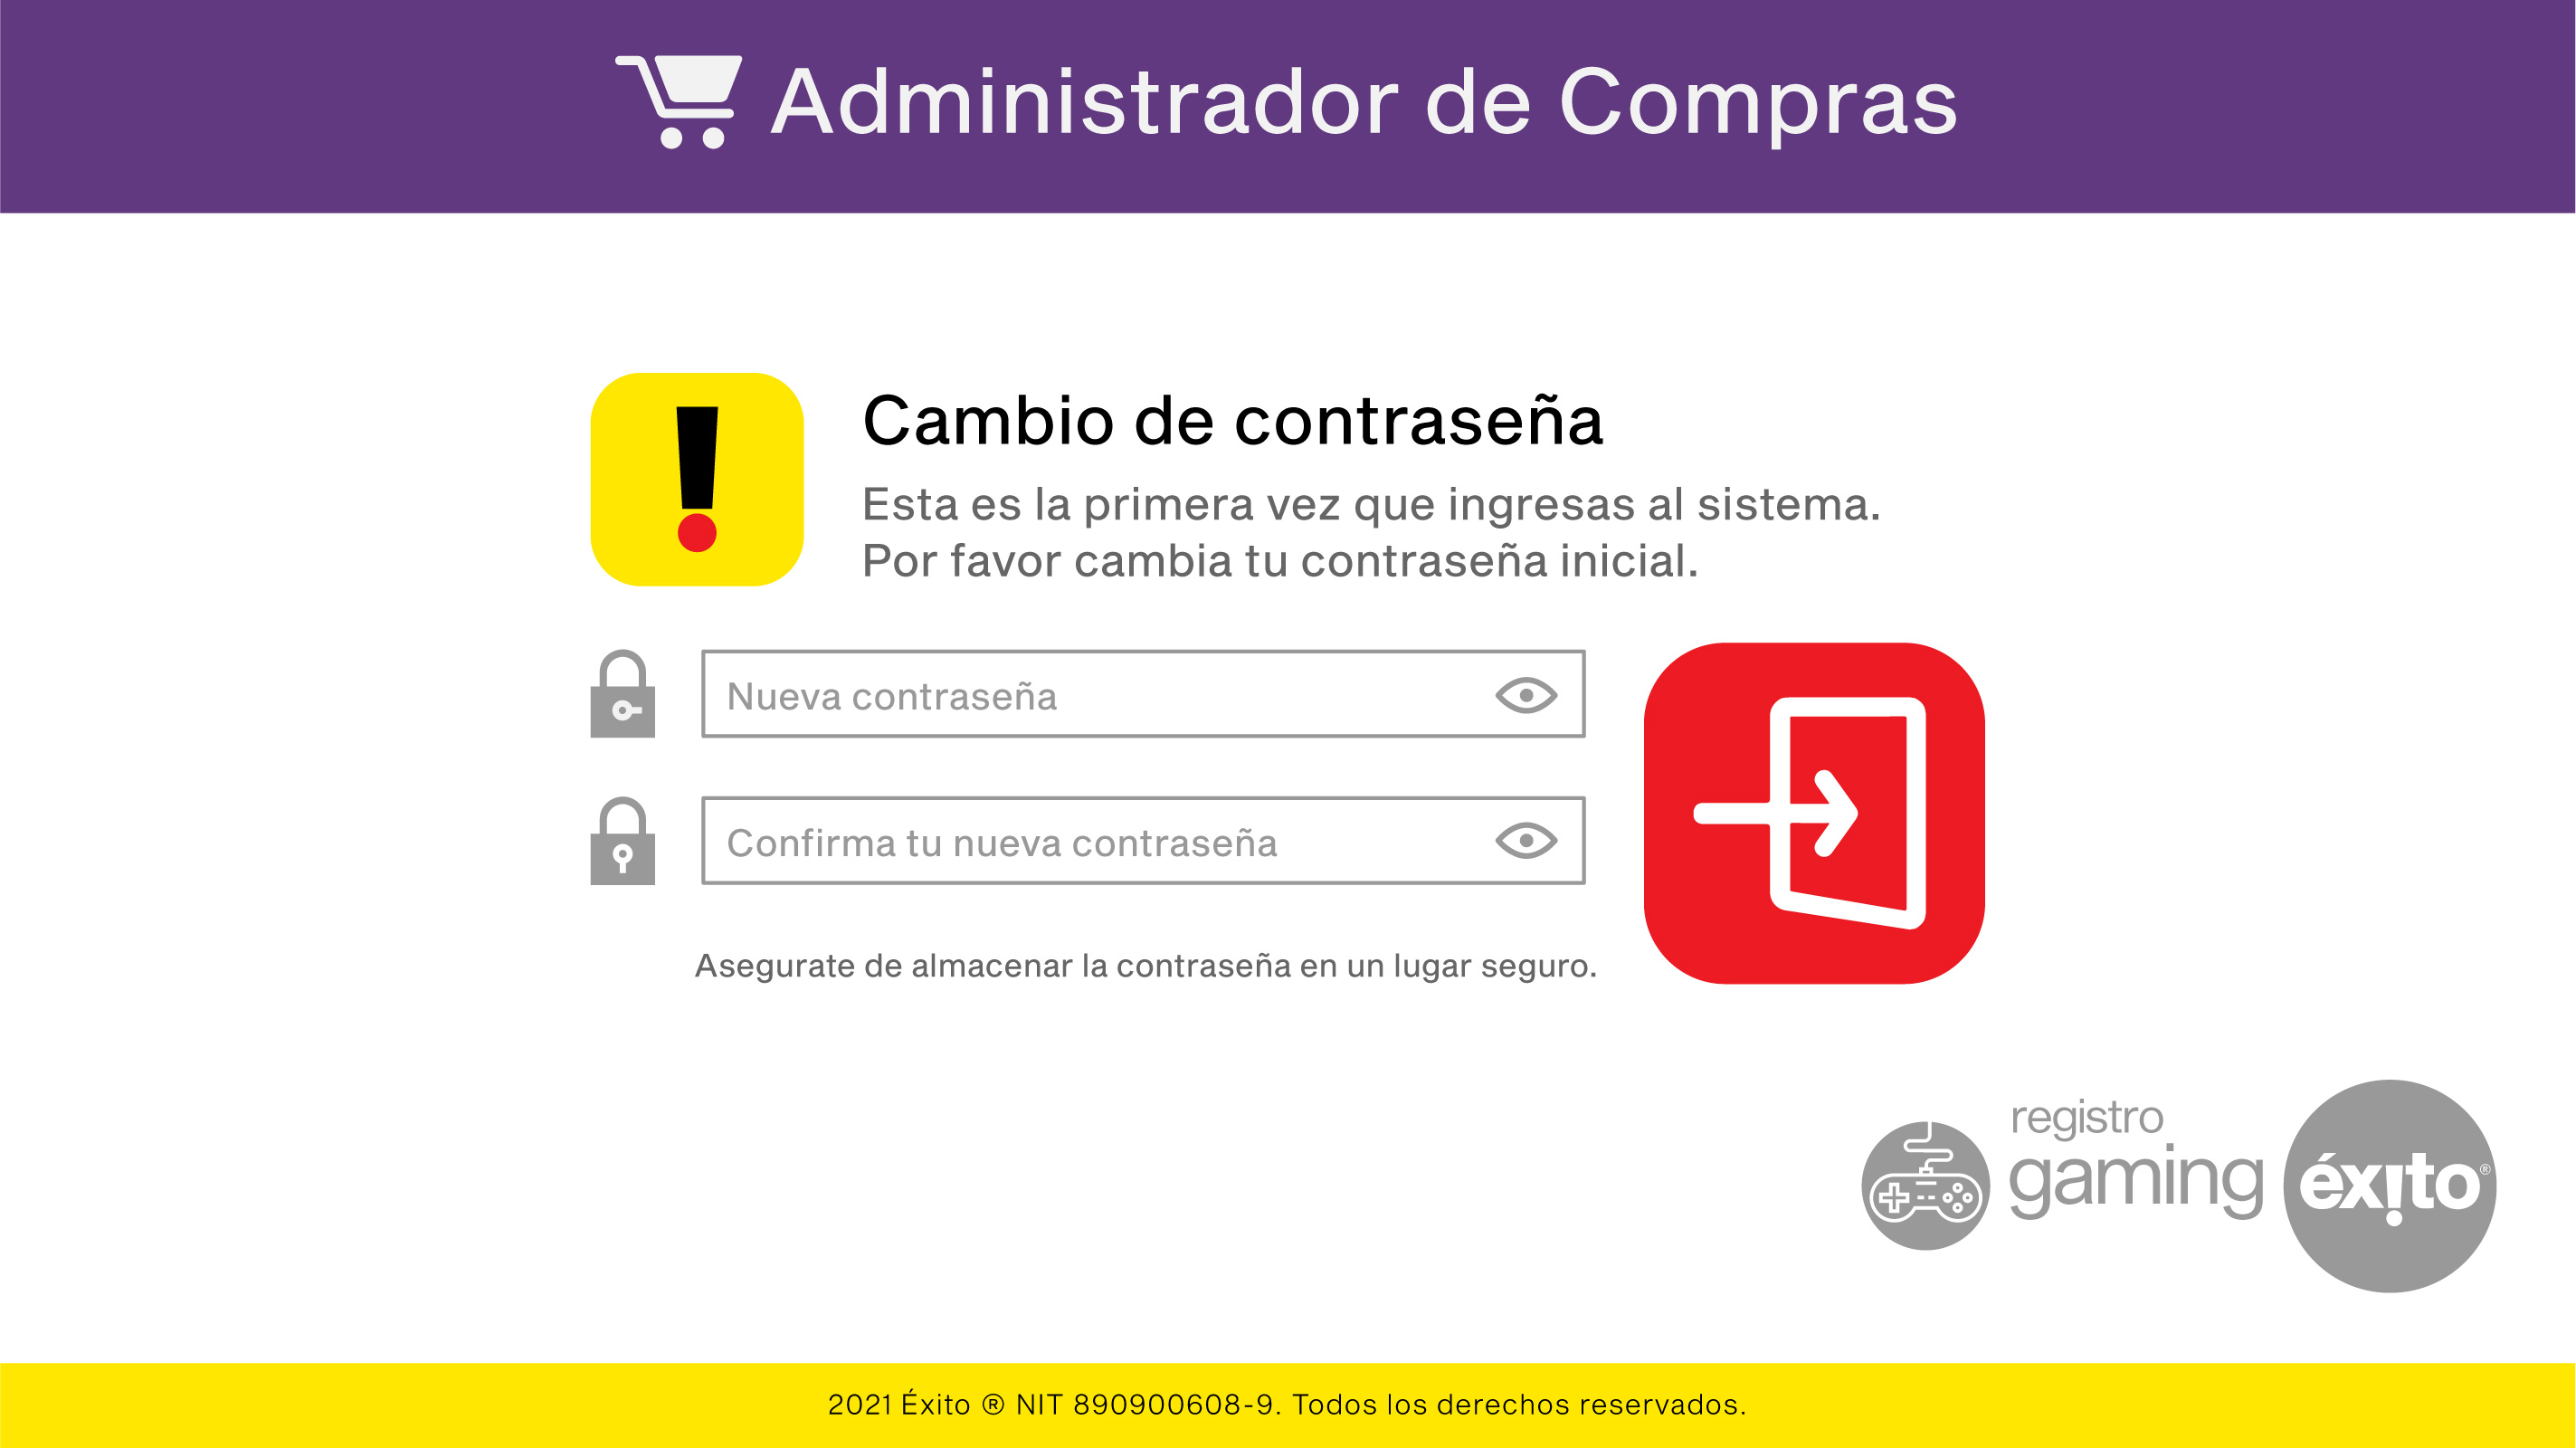 Administrador de Compras
Cambio de contraseña
Esta es la primera vez que ingresas al sistema.
Por favor cambia tu contraseña inicial.
Nueva contraseña
Confirma tu nueva contraseña
Asegurate de almacenar la contraseña en un lugar seguro.
registro
gaming
éxito®
2021 Éxito ® NIT 890900608-9. Todos los derechos reservados.